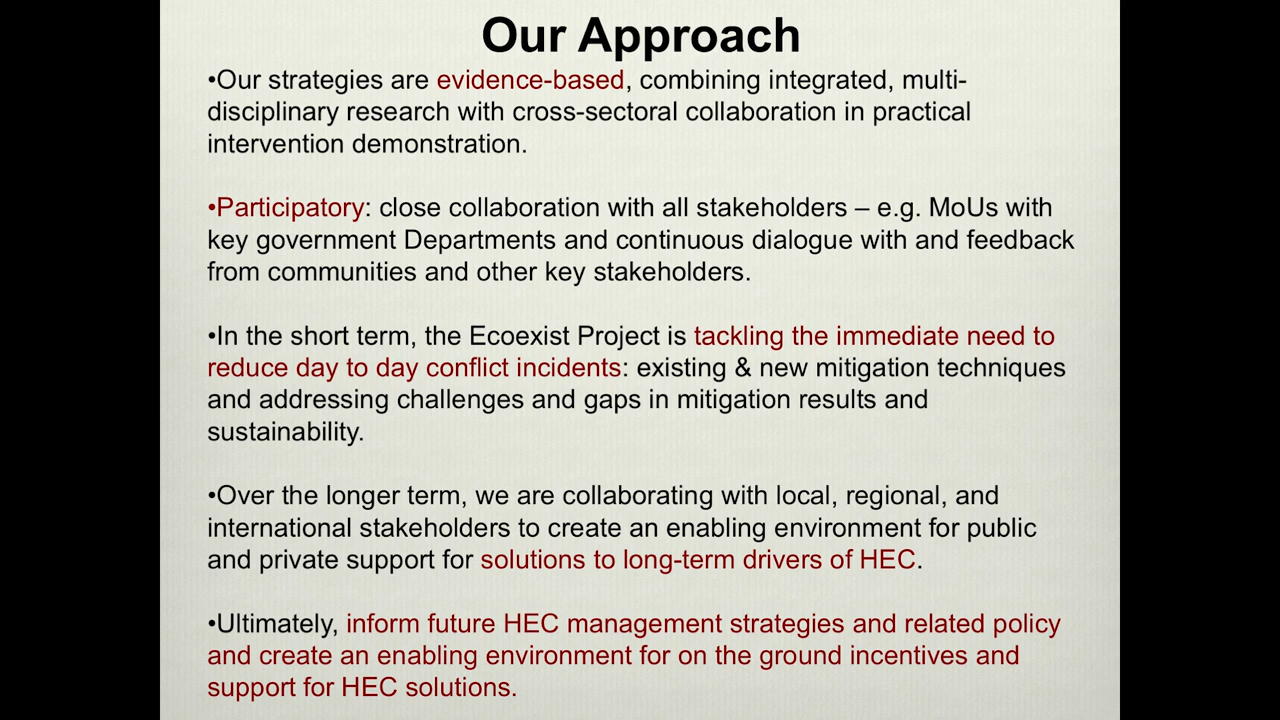 Our Approach
•Our strategies are evidence-based, combining integrated, multi-
disciplinary research with cross-sectoral collaboration in practical
intervention demonstration.
•Participatory: close collaboration with all stakeholders – e.g. MoUs with
key government Departments and continuous dialogue with and feedback
from communities and other key stakeholders.
•In the short term, the Ecoexist Project is tackling the immediate need to
reduce day to day conflict incidents: existing & new mitigation techniques
and addressing challenges and gaps in mitigation results and
sustainability.
•Over the longer term, we are collaborating with local, regional, and
international stakeholders to create an enabling environment for public
and private support for solutions to long-term drivers of HEC.
•Ultimately, inform future HEC management strategies and related policy
and create an enabling environment for on the ground incentives and
support for HEC solutions.